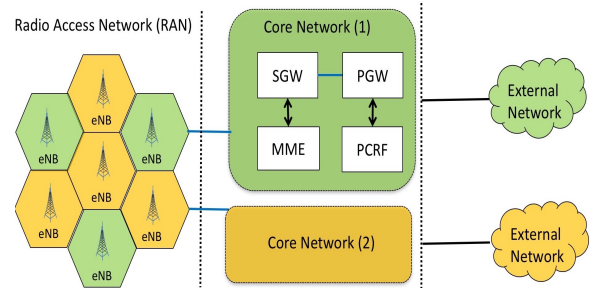 Radio Access Network (RAN)
eNB
eNB
eNB
eNB
eNB
eNB
eNB
Core Network (1)
SGW
PGW
MME
PCRF
Core Network (2)
External
Network
External
Network